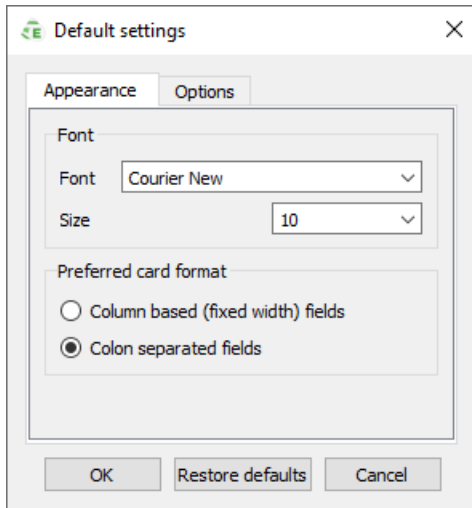 E Default settings
Appearance Options
Font
Font Courier New
Size 10
Preferred card format
Column based (fixed width) fields
Colon separated fields
OK Restore defaults Cancel